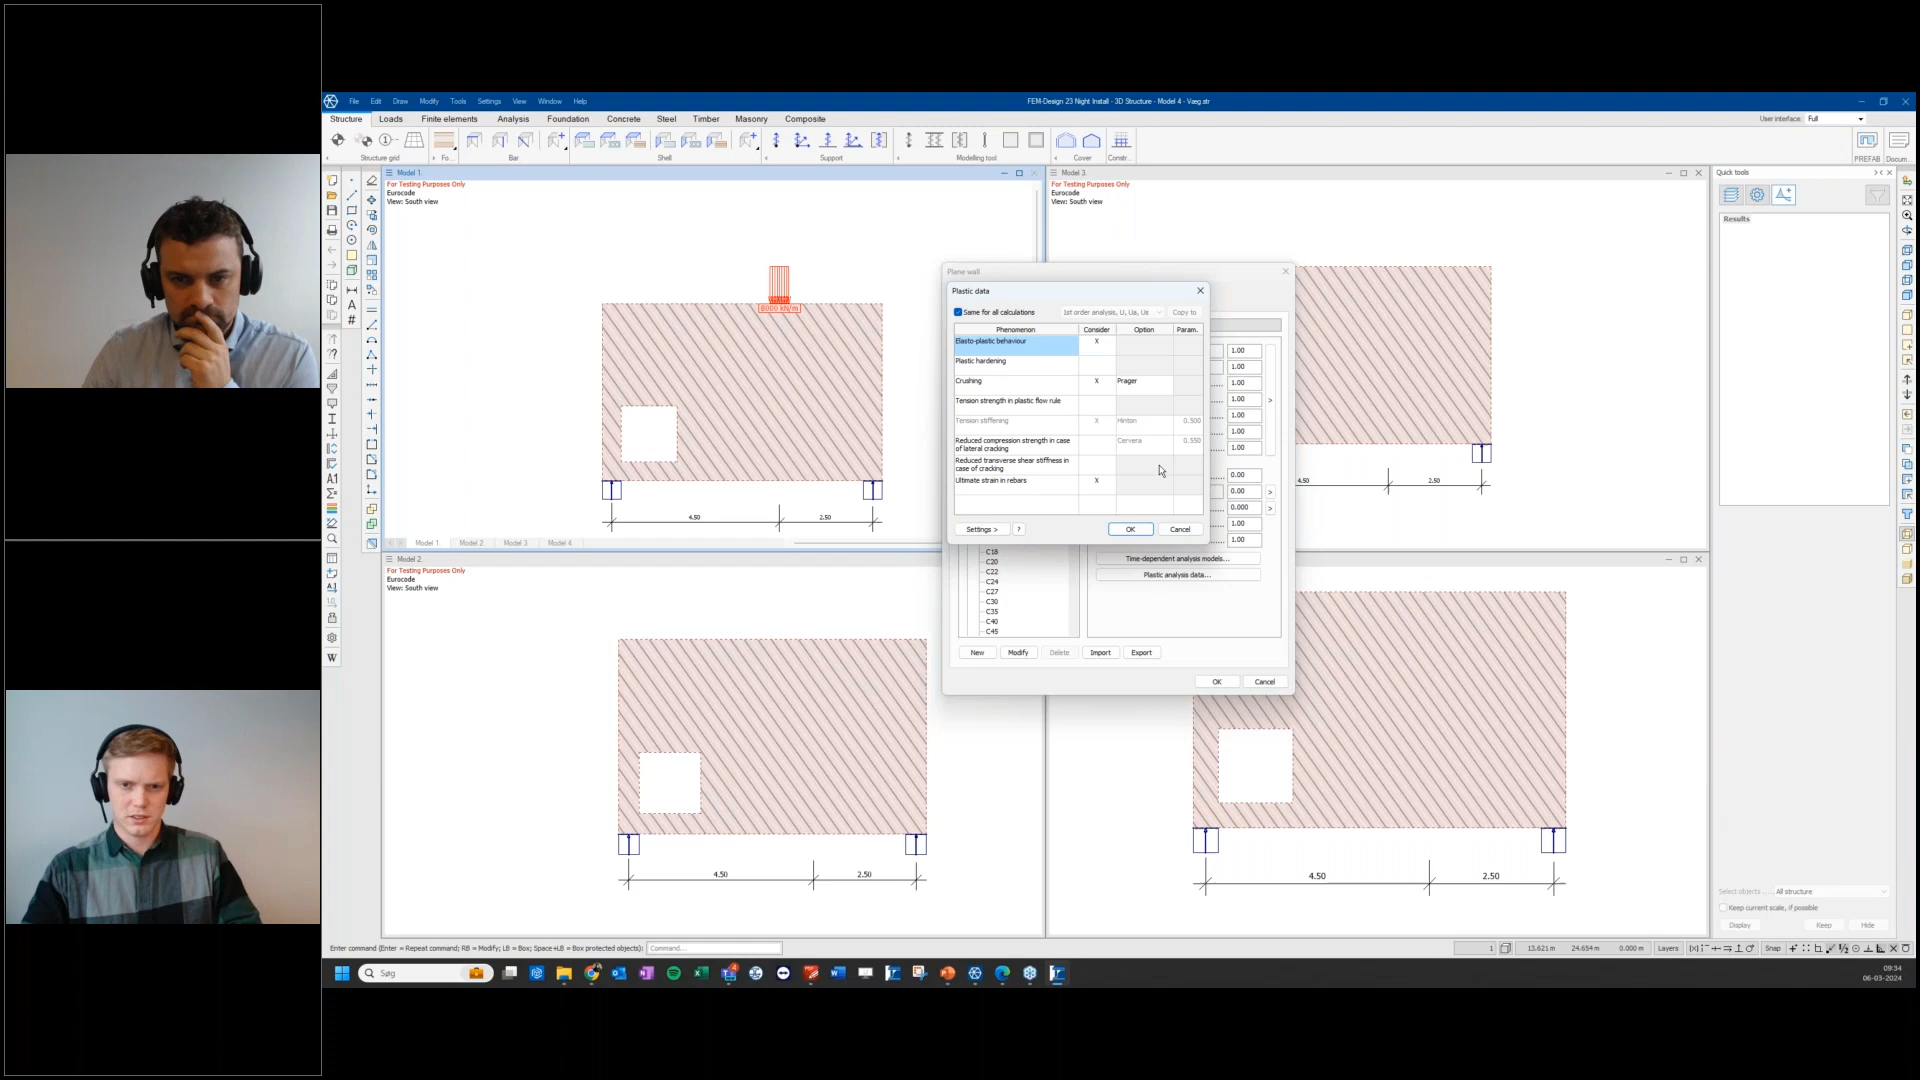 FEM-Design 23 Night Install - 3D Structure - Model 4 - Væg.str
File Edit Draw Modify Tools Settings View Window Help
Structure Loads Finite elements Analysis Foundation Concrete Steel Timber Masonry Composite
User interface: Full
Structure grid Fo... Bar Shell Support Modelling tool Cover Constr...
PREFAB Docum...
Model 1.
For Testing Purposes Only
Eurocode
View: South view
8000 kN/m
4.50 2.50
Model 1. Model 2. Model 3 Model 4.
Model 3.
For Testing Purposes Only
Eurocode
View: South view
4.50 2.50
Model 2.
For Testing Purposes Only
Eurocode
View: South view
4.50 2.50
4.50 2.50
Plane wall
Plastic data
Same for all calculations 1st order analysis, U, Ua, Us Copy to
Phenomenon Consider Option Param.
Elasto-plastic behaviour X
Plastic hardening
Crushing X Prager
Tension strength in plastic flow rule
Tension stiffening X Hinton 0.500
Reduced compression strength in case
of lateral cracking Cervera 0.550
Reduced transverse shear stiffness in
case of cracking
Ultimate strain in rebars X
Settings > ? OK Cancel
1.00
1.00
1.00
1.00 >
1.00
1.00
1.00
0.00
0.00 >
0.000 >
1.00
1.00
C18
C20
C22
C24
C27
C30
C35
C40
C45
Time-dependent analysis models...
Plastic analysis data...
New Modify Delete Import Export
OK Cancel
Quick tools
Results
Select objects All structure
Keep current scale, if possible
Display Keep Hide
Enter command (Enter = Repeat command; RB = Modify; LB = Box; Space+LB = Box protected objects): Command...
1 13.621 m 24.654 m 0.000 m Layers Snap
Søg
09:34
06-03-2024